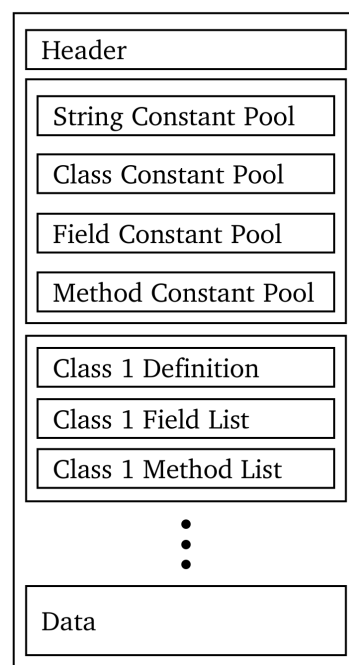 Header
String Constant Pool
Class Constant Pool
Field Constant Pool
Method Constant Pool
Class 1 Definition
Class 1 Field List
Class 1 Method List
Data